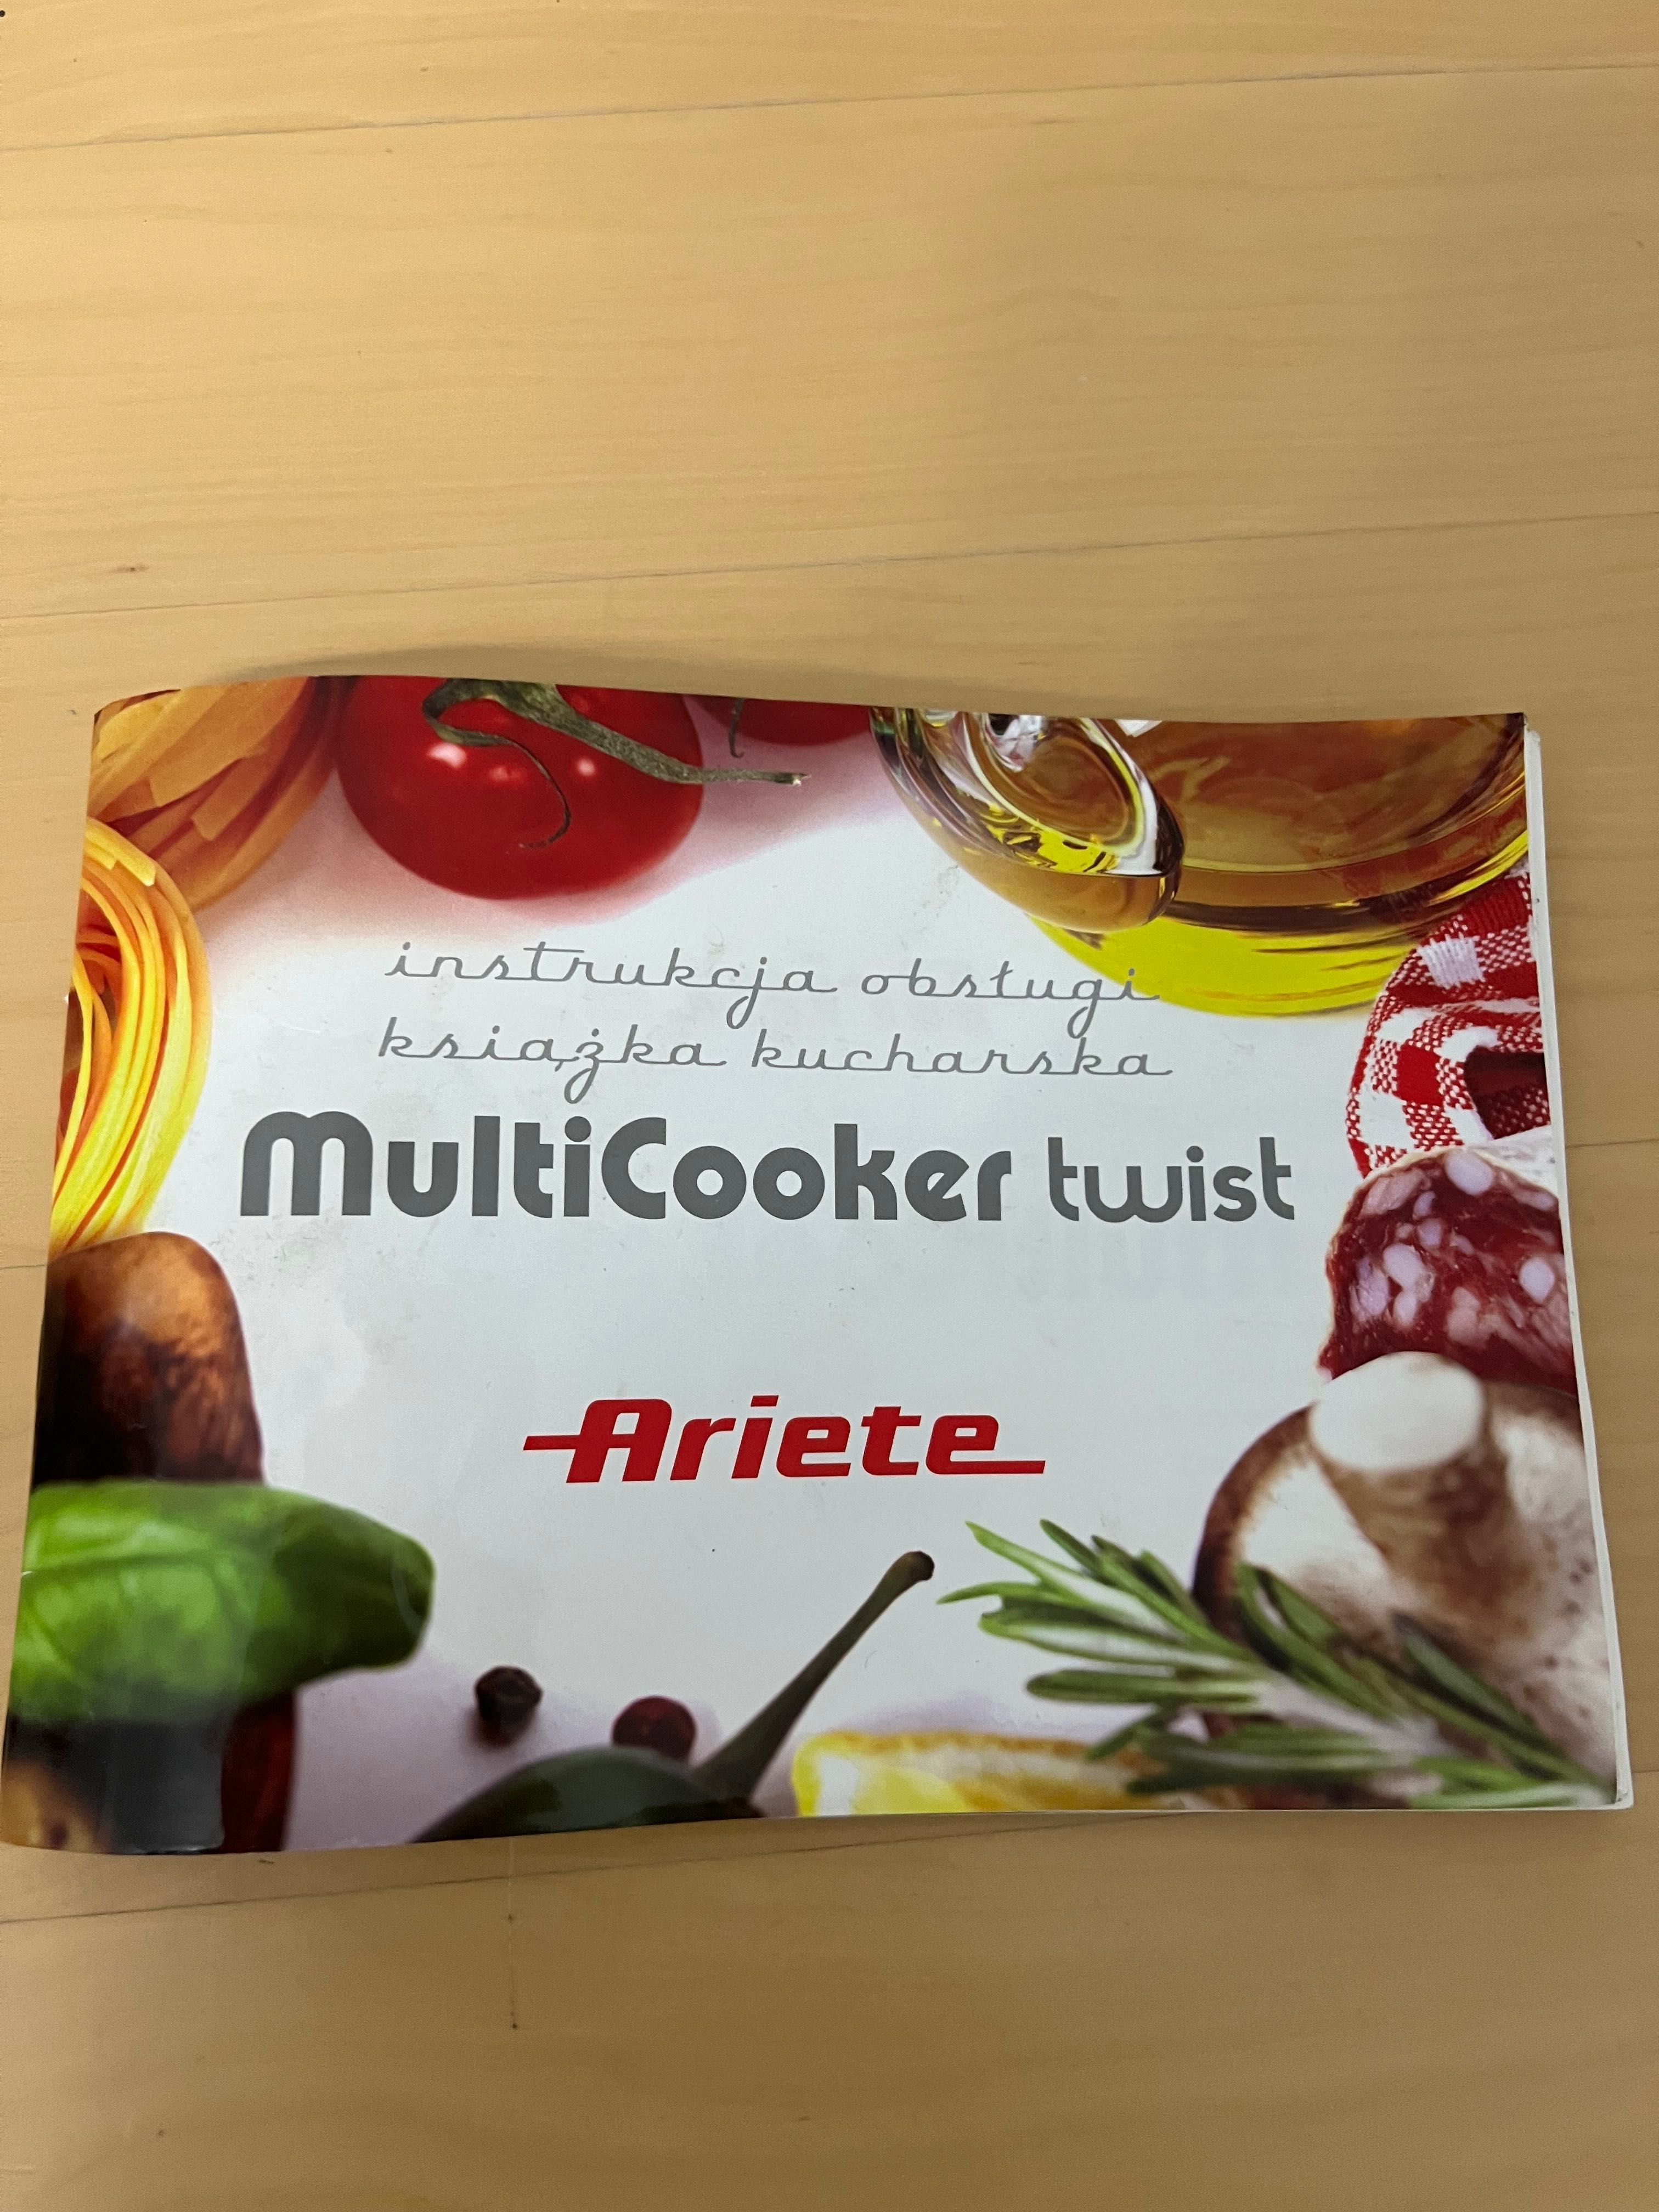 instrukcja obsługi
książka kucharska
MultiCooker twist
Ariete